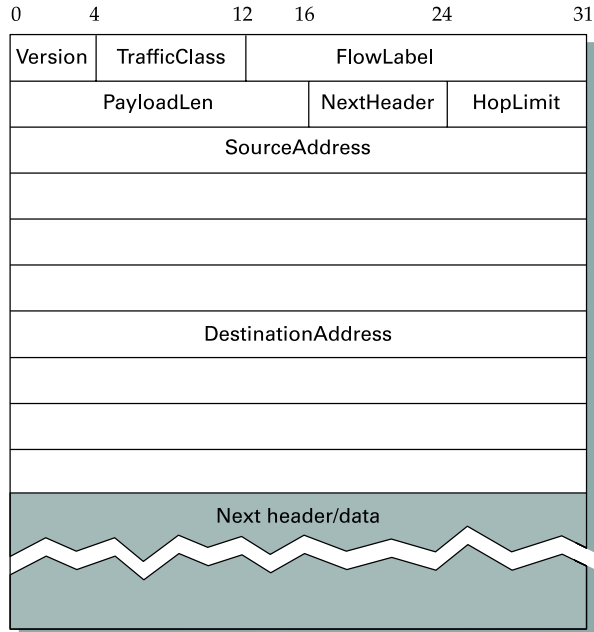 0 4 12 16 24 31
Version TrafficClass FlowLabel
PayloadLen NextHeader HopLimit
SourceAddress
DestinationAddress
Next header/data